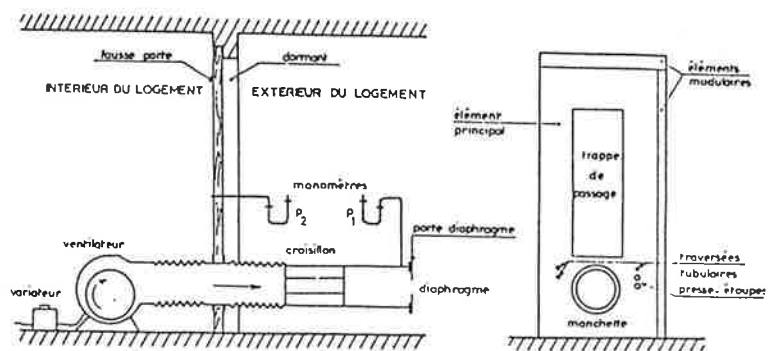 fausse porte
dormant
INTERIEUR DU LOGEMENT
EXTERIEUR DU LOGEMENT
manomètres
P2
P1
ventilateur
croisillon
porte diaphragme
variateur
diaphragme
éléments
modulaires
élément
principal
trappe
de
passage
traversées
tubulaires
presse-étoupes
manchette